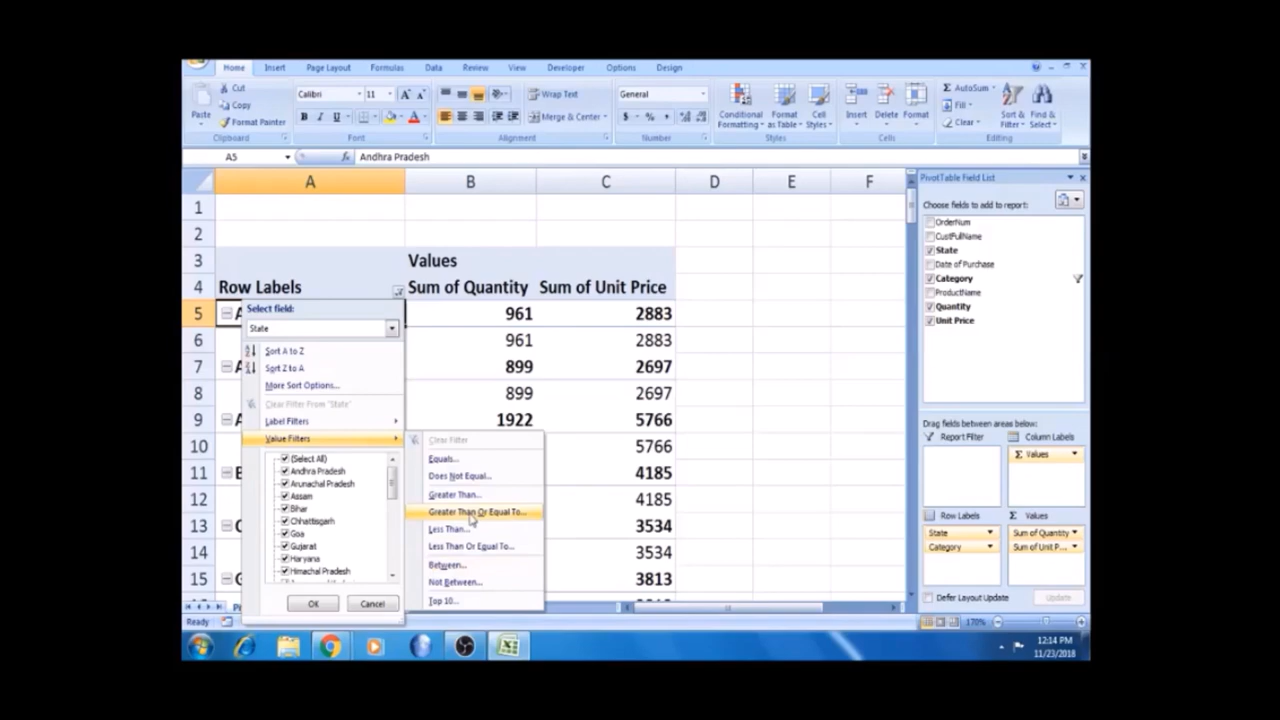 Home Insert Page Layout Formulas Data Review View Developer Options Design
Cut
Copy
Format Painter
Paste
Calibri 11
B I U
Wrap Text
Merge & Center
General
$ % ,
Conditional Formatting
Format as Table
Cell Styles
Insert Delete Format
AutoSum
Fill
Clear
Sort & Filter
Find & Select
Clipboard Font Alignment Number Styles Cells Editing
A5 fx Andhra Pradesh
A B C D E F
1
2
3 Values
4 Row Labels Sum of Quantity Sum of Unit Price
5 A 961 2883
6 961 2883
7 A 899 2697
8 899 2697
9 A 1922 5766
10 5766
11 B 4185
12 4185
13 C 3534
14 3534
15 G 3813
Select field:
State
Sort A to Z
Sort Z to A
More Sort Options...
Clear Filter From "State"
Label Filters
Value Filters
(Select All)
Andhra Pradesh
Arunachal Pradesh
Assam
Bihar
Chhattisgarh
Goa
Gujarat
Haryana
Himachal Pradesh
OK Cancel
Clear Filter
Equals...
Does Not Equal...
Greater Than...
Greater Than Or Equal To...
Less Than...
Less Than Or Equal To...
Between...
Not Between...
Top 10...
PivotTable Field List
Choose fields to add to report:
OrderNum
CustFullName
State
Date of Purchase
Category
ProductName
Quantity
Unit Price
Drag fields between areas below:
Report Filter Column Labels
Σ Values
Row Labels Σ Values
State Sum of Quantity
Category Sum of Unit P...
Defer Layout Update Update
Ready 170%
12:14 PM
11/23/2018